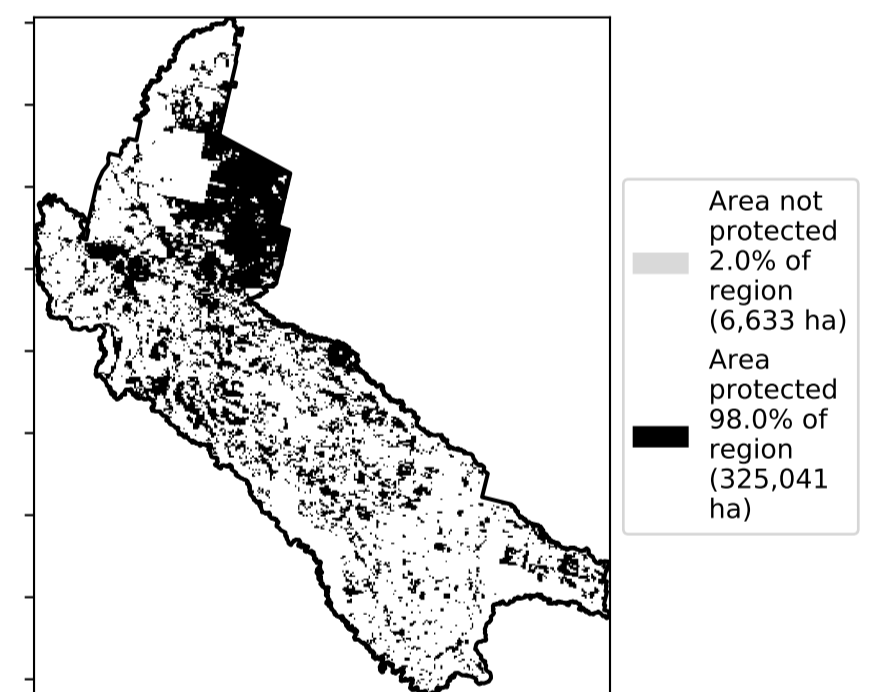 Area not
protected
2.0% of
region
(6,633 ha)
Area
protected
98.0% of
region
(325,041
ha)